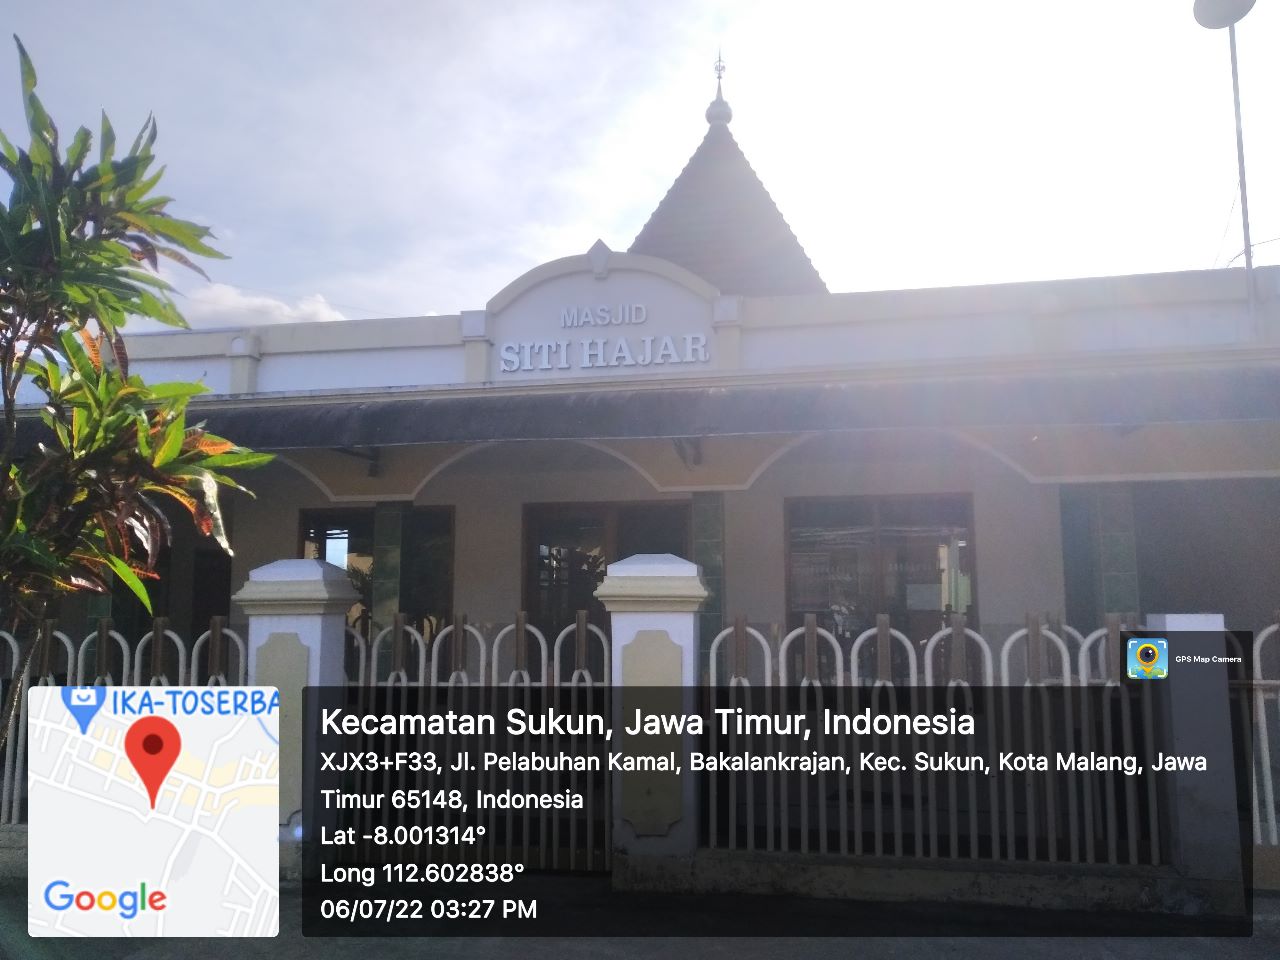 MASJID
SITI HAJAR
GPS Map Camera
IKA-TOSERBA
Google
Kecamatan Sukun, Jawa Timur, Indonesia
XJX3+F33, Jl. Pelabuhan Kamal, Bakalankrajan, Kec. Sukun, Kota Malang, Jawa
Timur 65148, Indonesia
Lat -8.001314°
Long 112.602838°
06/07/22 03:27 PM